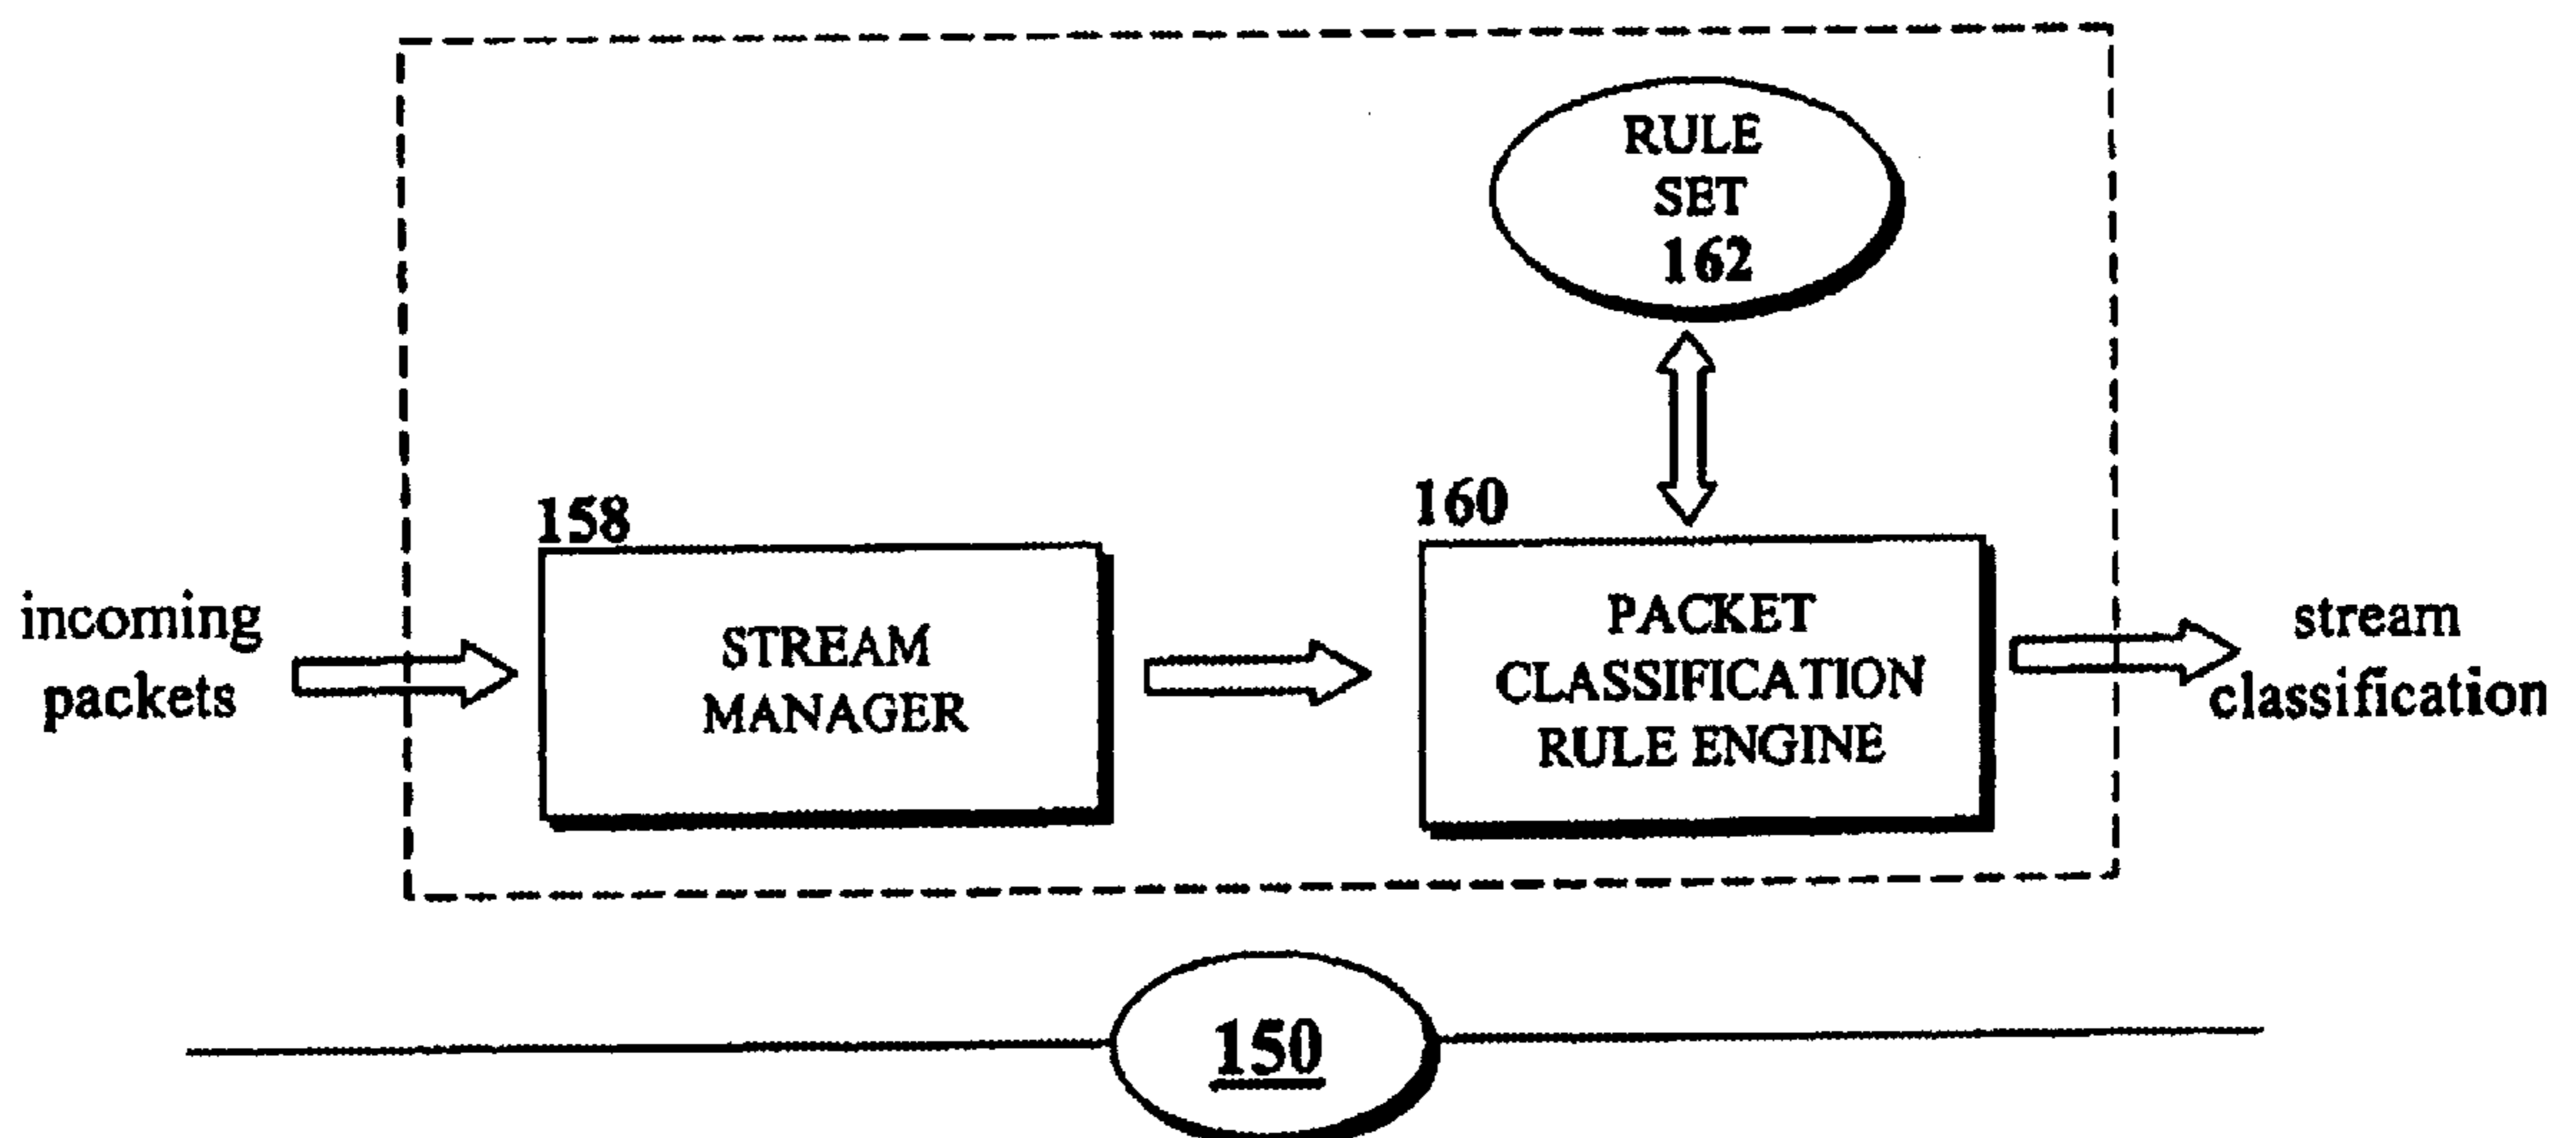 RULE
SET
162
158
160
incoming
packets
STREAM
MANAGER
PACKET
CLASSIFICATION
RULE ENGINE
stream
classification
150